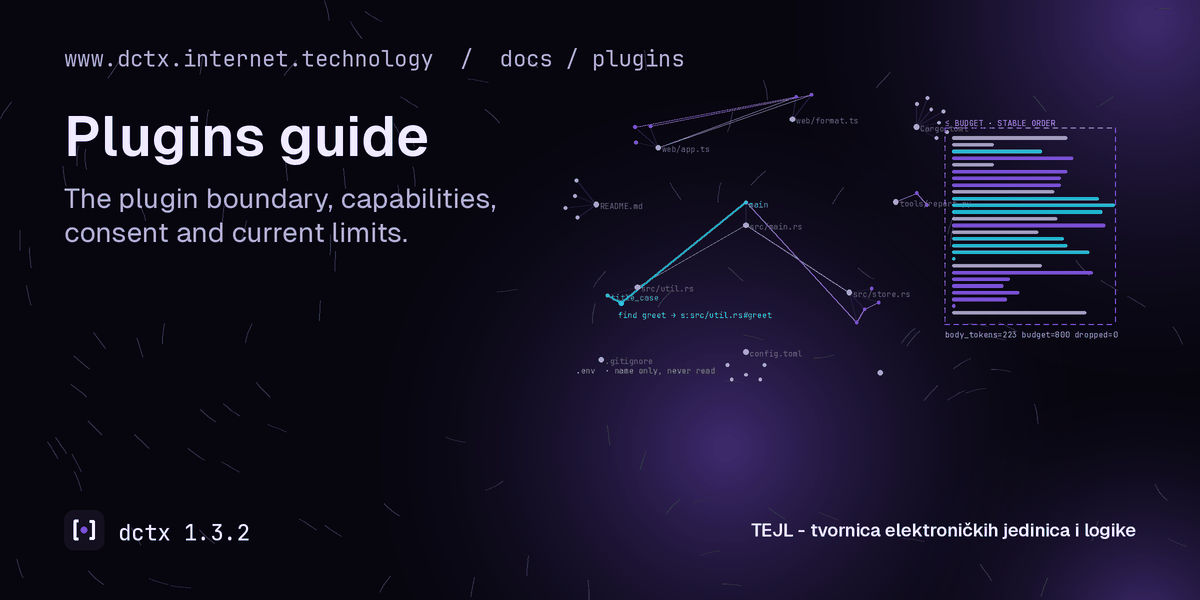 www.dctx.internet.technology / docs / plugins
Plugins guide
The plugin boundary, capabilities,
consent and current limits.
web/format.ts
web/app.ts
README.md
main
src/main.rs
src/util.rs
title_case
find greet → s:src/util.rs#greet
src/store.rs
.gitignore
.env · name only, never read
config.toml
≤ BUDGET · STABLE ORDER
body_tokens=223 budget=800 dropped=0
dctx 1.3.2
TEJL - tvornica elektroničkih jedinica i logike